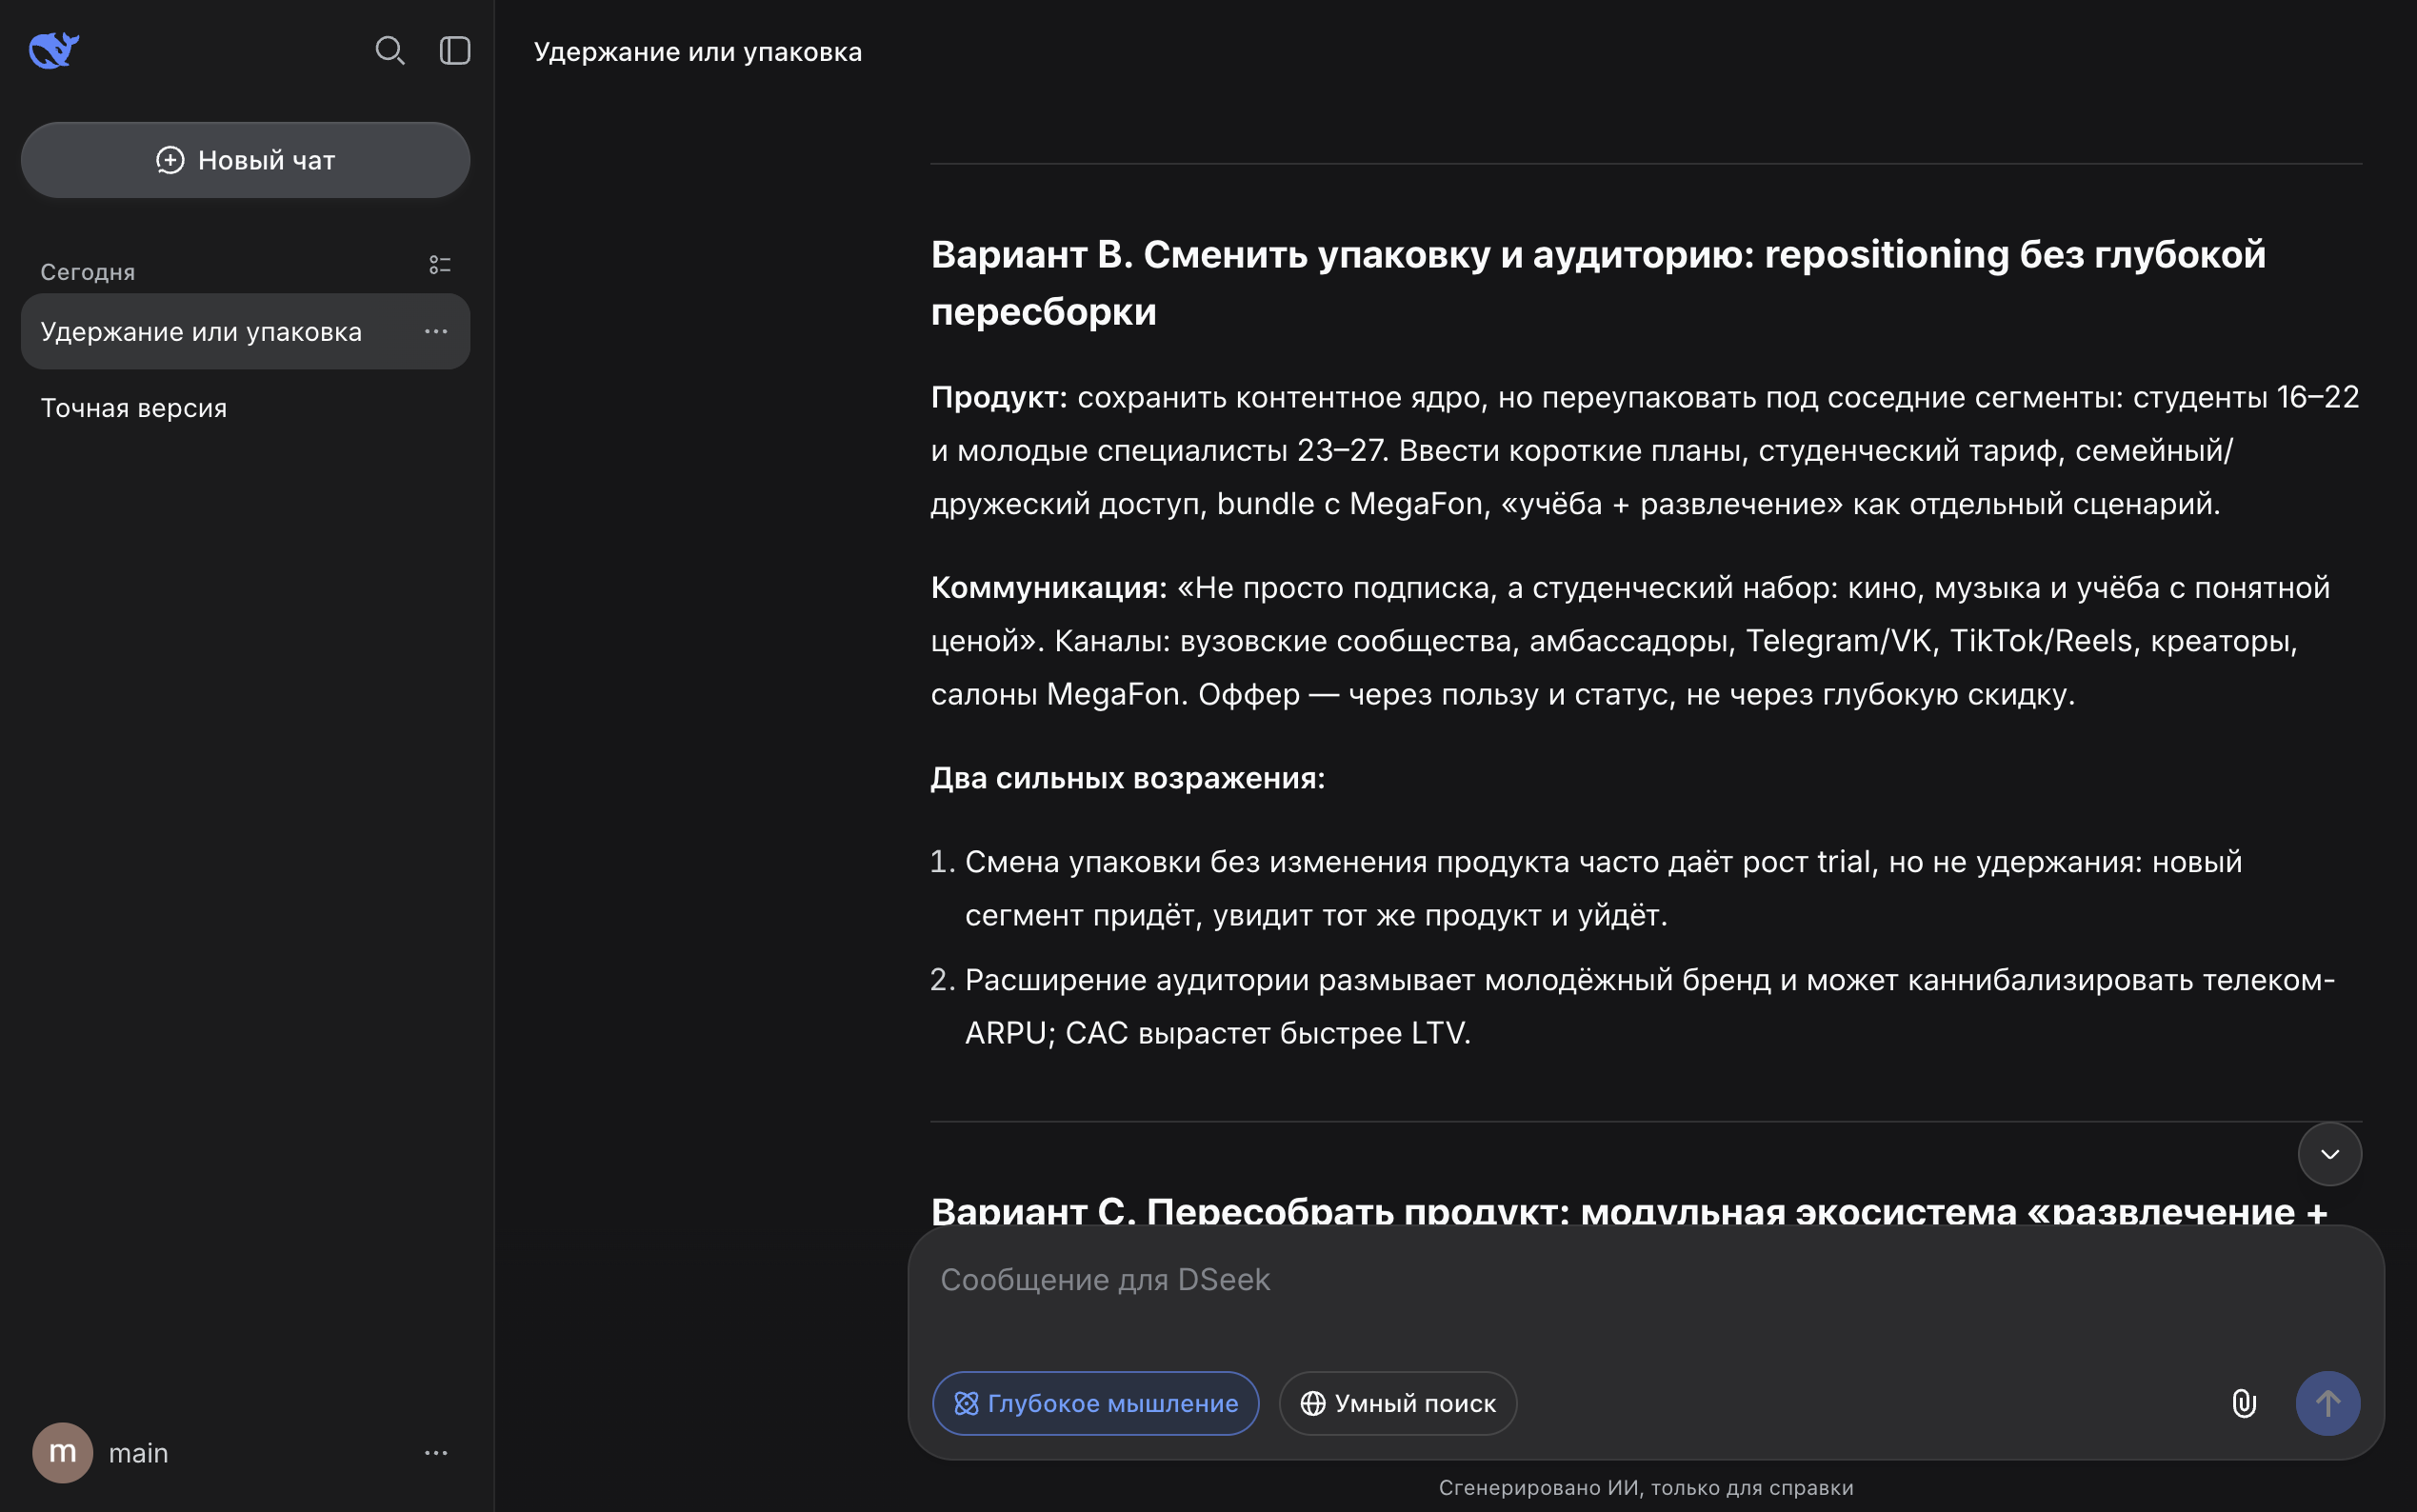 Удержание или упаковка
Новый чат
Сегодня
Удержание или упаковка
Точная версия
Вариант B. Сменить упаковку и аудиторию: repositioning без глубокой
пересборки
Продукт: сохранить контентное ядро, но переупаковать под соседние сегменты: студенты 16–22
и молодые специалисты 23–27. Ввести короткие планы, студенческий тариф, семейный/
дружеский доступ, bundle с MegaFon, «учёба + развлечение» как отдельный сценарий.
Коммуникация: «Не просто подписка, а студенческий набор: кино, музыка и учёба с понятной
ценой». Каналы: вузовские сообщества, амбассадоры, Telegram/VK, TikTok/Reels, креаторы,
салоны MegaFon. Оффер — через пользу и статус, не через глубокую скидку.
Два сильных возражения:
1. Смена упаковки без изменения продукта часто даёт рост trial, но не удержания: новый
сегмент придёт, увидит тот же продукт и уйдёт.
2. Расширение аудитории размывает молодёжный бренд и может каннибализировать телеком-
ARPU; CAC вырастет быстрее LTV.
Вариант C. Пересобрать продукт: модульная экосистема «развлечение +
Сообщение для DSeek
Глубокое мышление
Умный поиск
m
main
Сгенерировано ИИ, только для справки